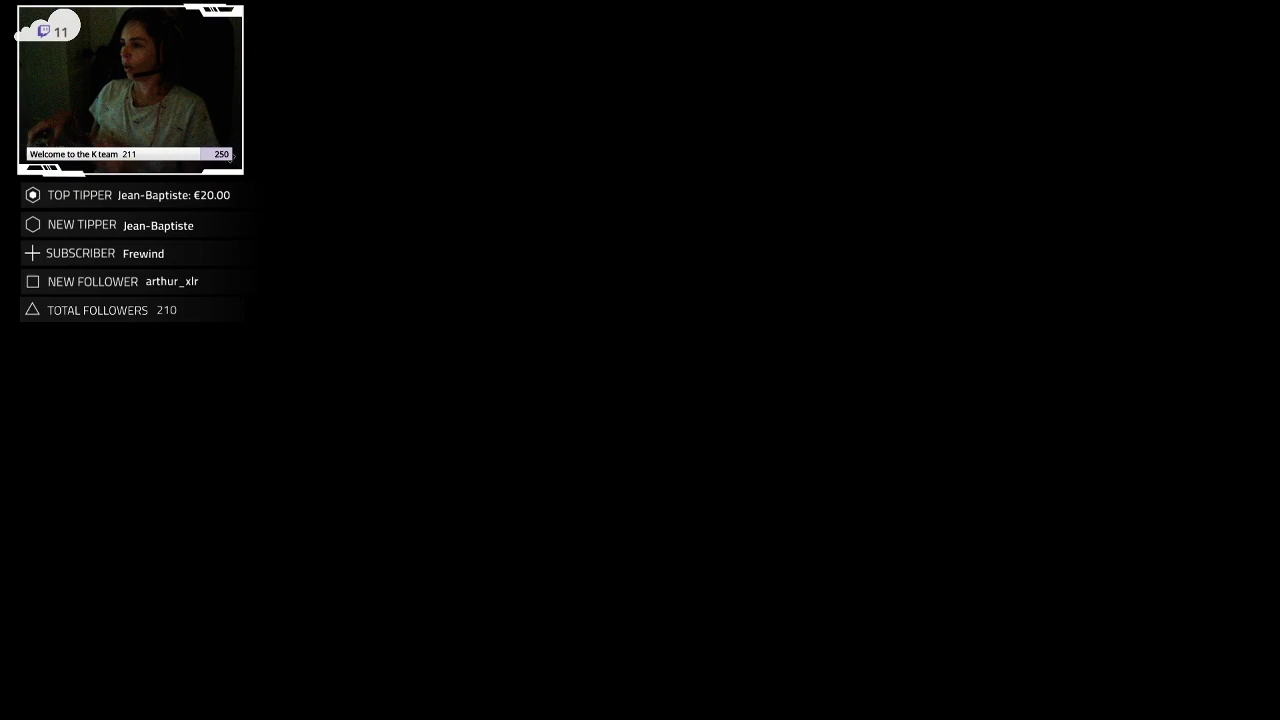 11
Welcome to the K team 211 250
TOP TIPPER Jean-Baptiste: €20.00
NEW TIPPER Jean-Baptiste
SUBSCRIBER Frewind
NEW FOLLOWER arthur_xlr
TOTAL FOLLOWERS 210